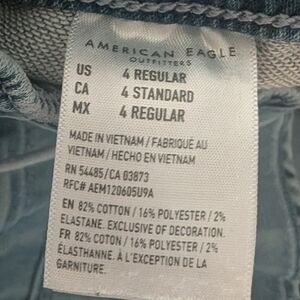 AMERICAN EAGLE
OUTFITTERS
US 4 REGULAR
CA 4 STANDARD
MX 4 REGULAR
MADE IN VIETNAM / FABRIQUÉ AU
VIETNAM / HECHO EN VIETNAM
RN 54485/CA 03873
RFC# AEM120605U9A
EN 82% COTTON / 16% POLYESTER / 2%
ELASTANE. EXCLUSIVE OF DECORATION.
FR 82% COTON / 16% POLYESTER / 2%
ÉLASTHANNE. À L'EXCEPTION DE LA
GARNITURE.